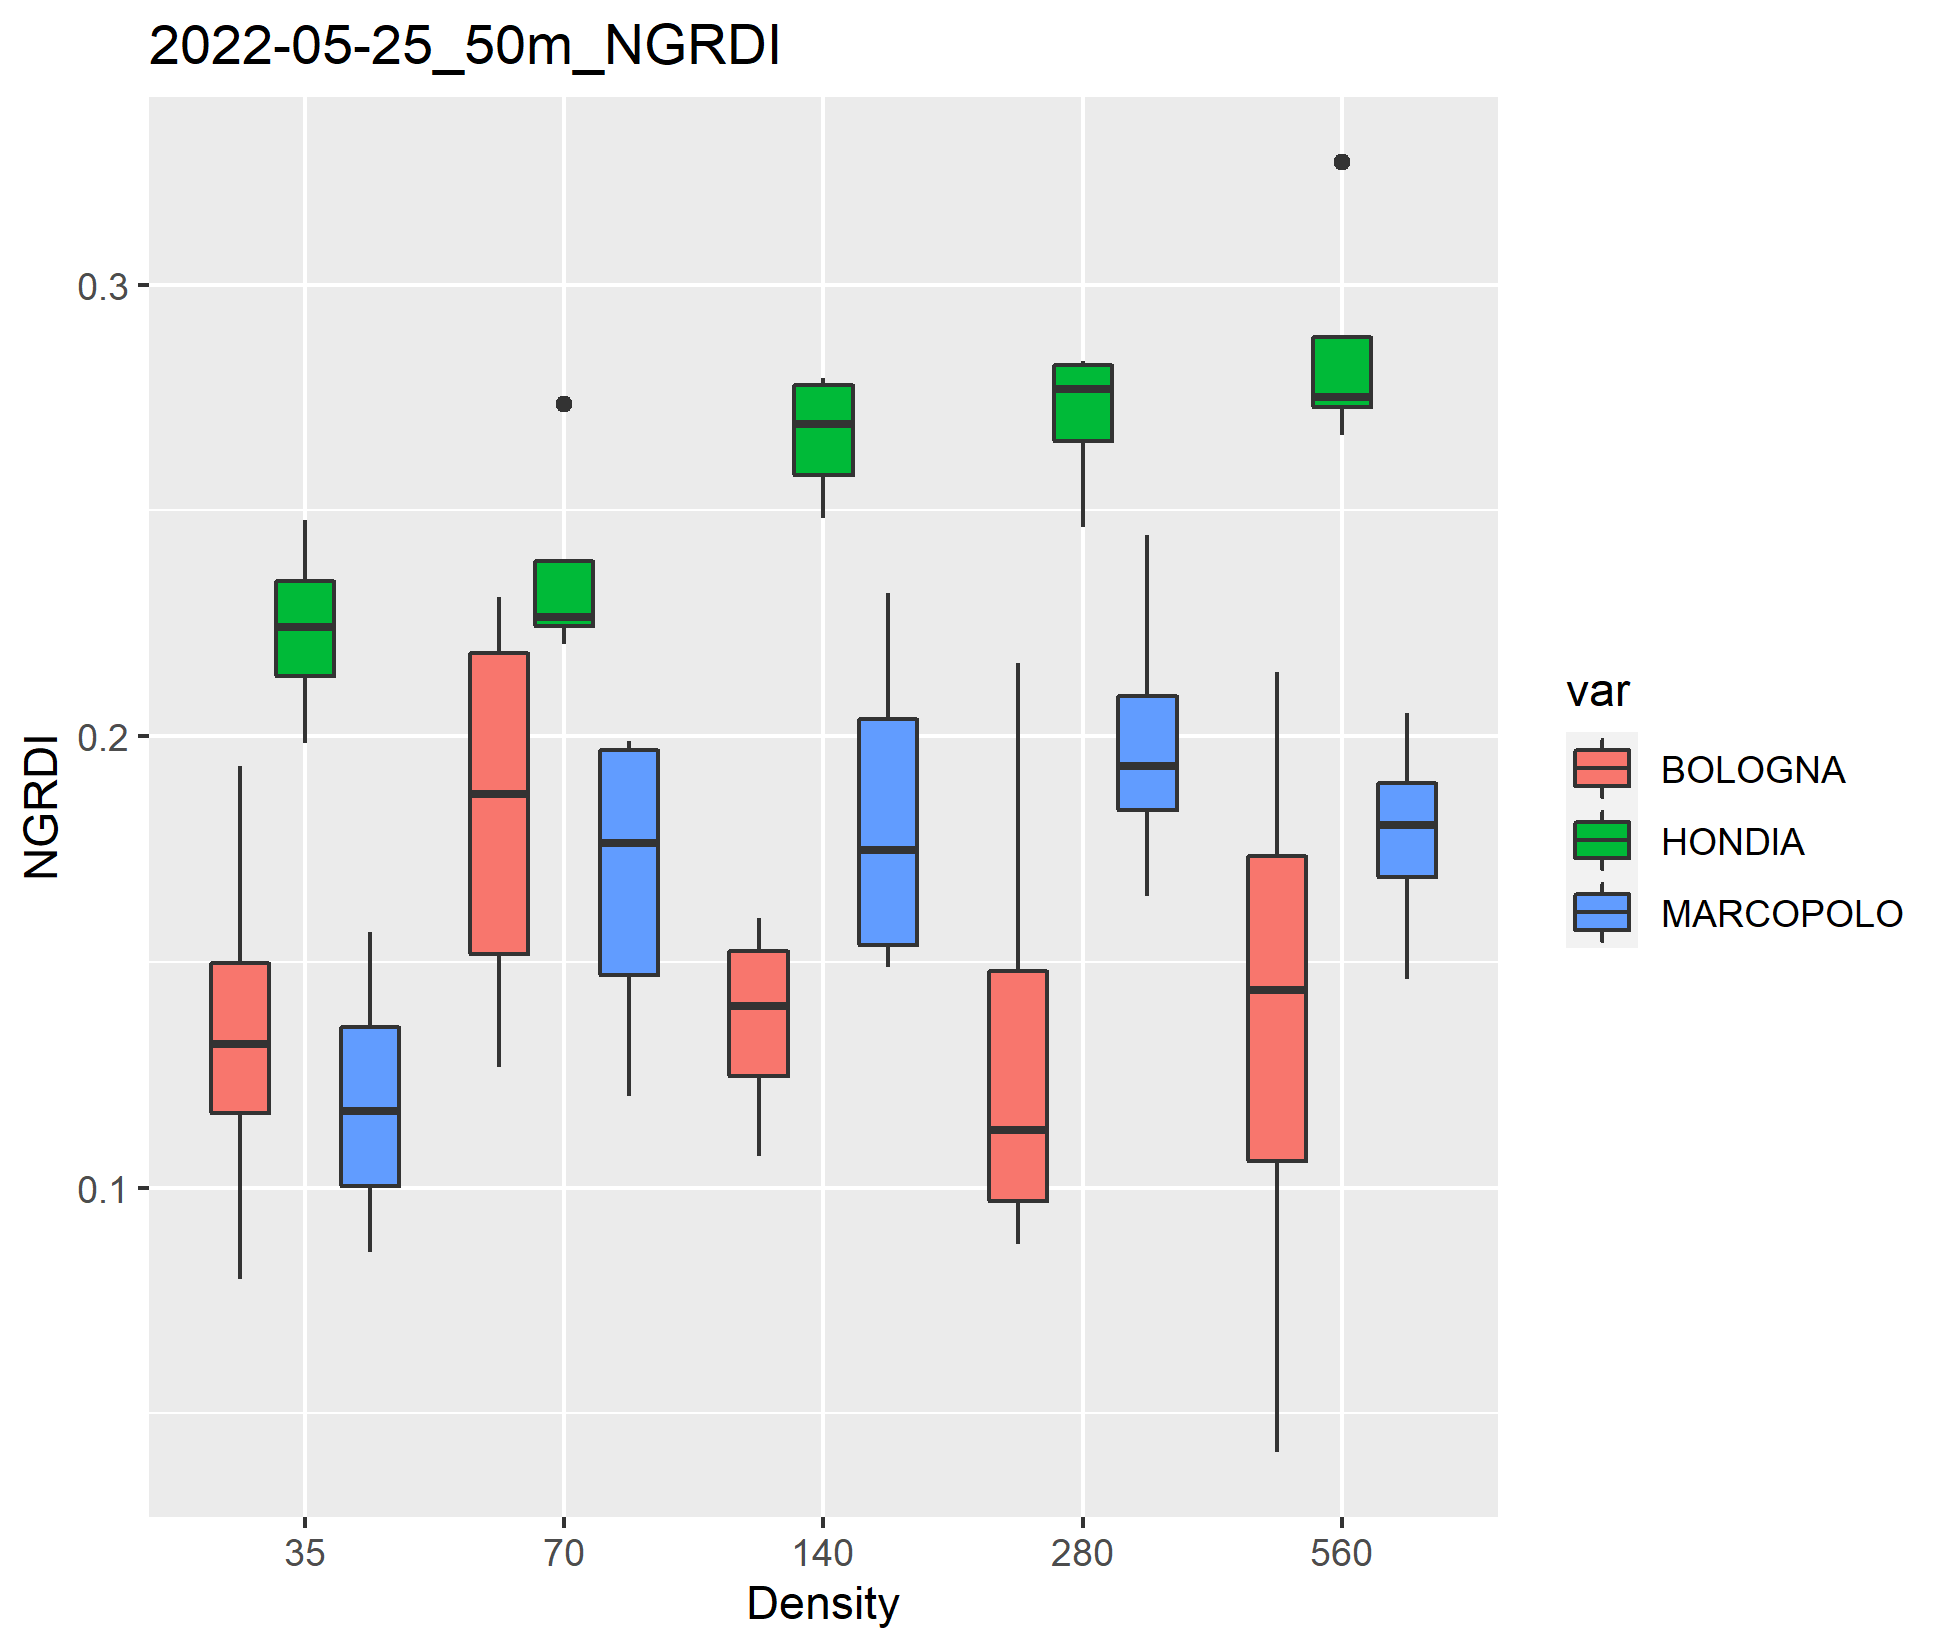 2022-05-25_50m_NGRDI
0.3
0.2
0.1
NGRDI
35 70 140 280 560
Density
var
BOLOGNA
HONDIA
MARCOPOLO